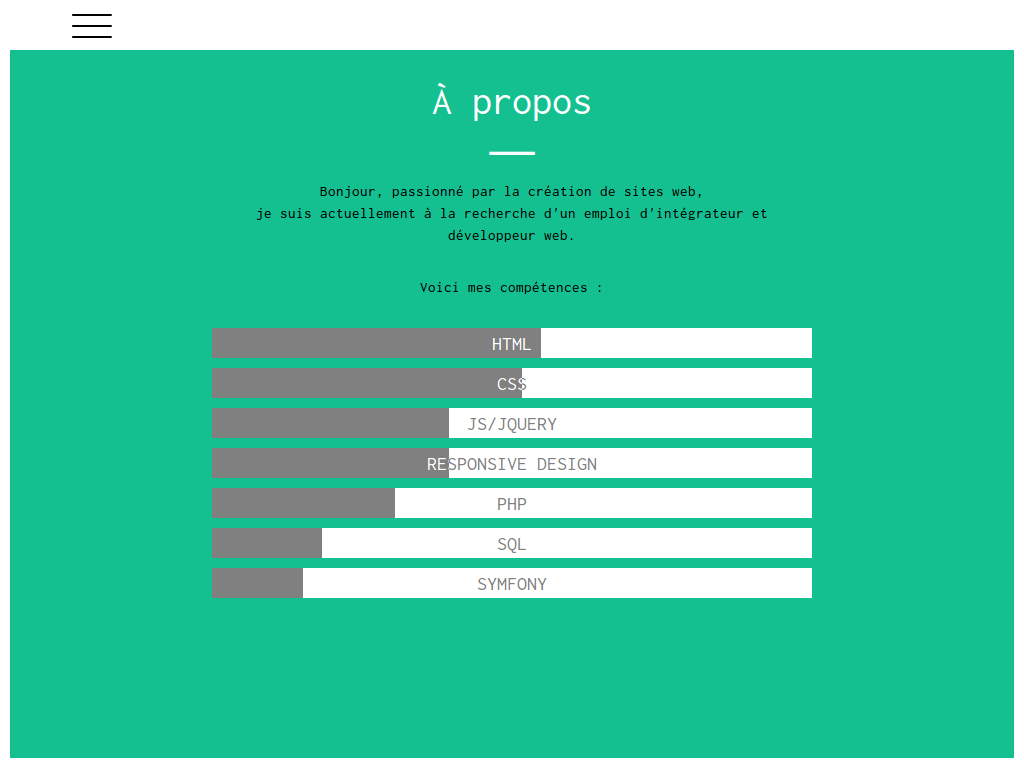 À propos
Bonjour, passionné par la création de sites web,
je suis actuellement à la recherche d'un emploi d'intégrateur et
développeur web.
Voici mes compétences :
HTML
CSS
JS/JQUERY
RESPONSIVE DESIGN
PHP
SQL
SYMFONY